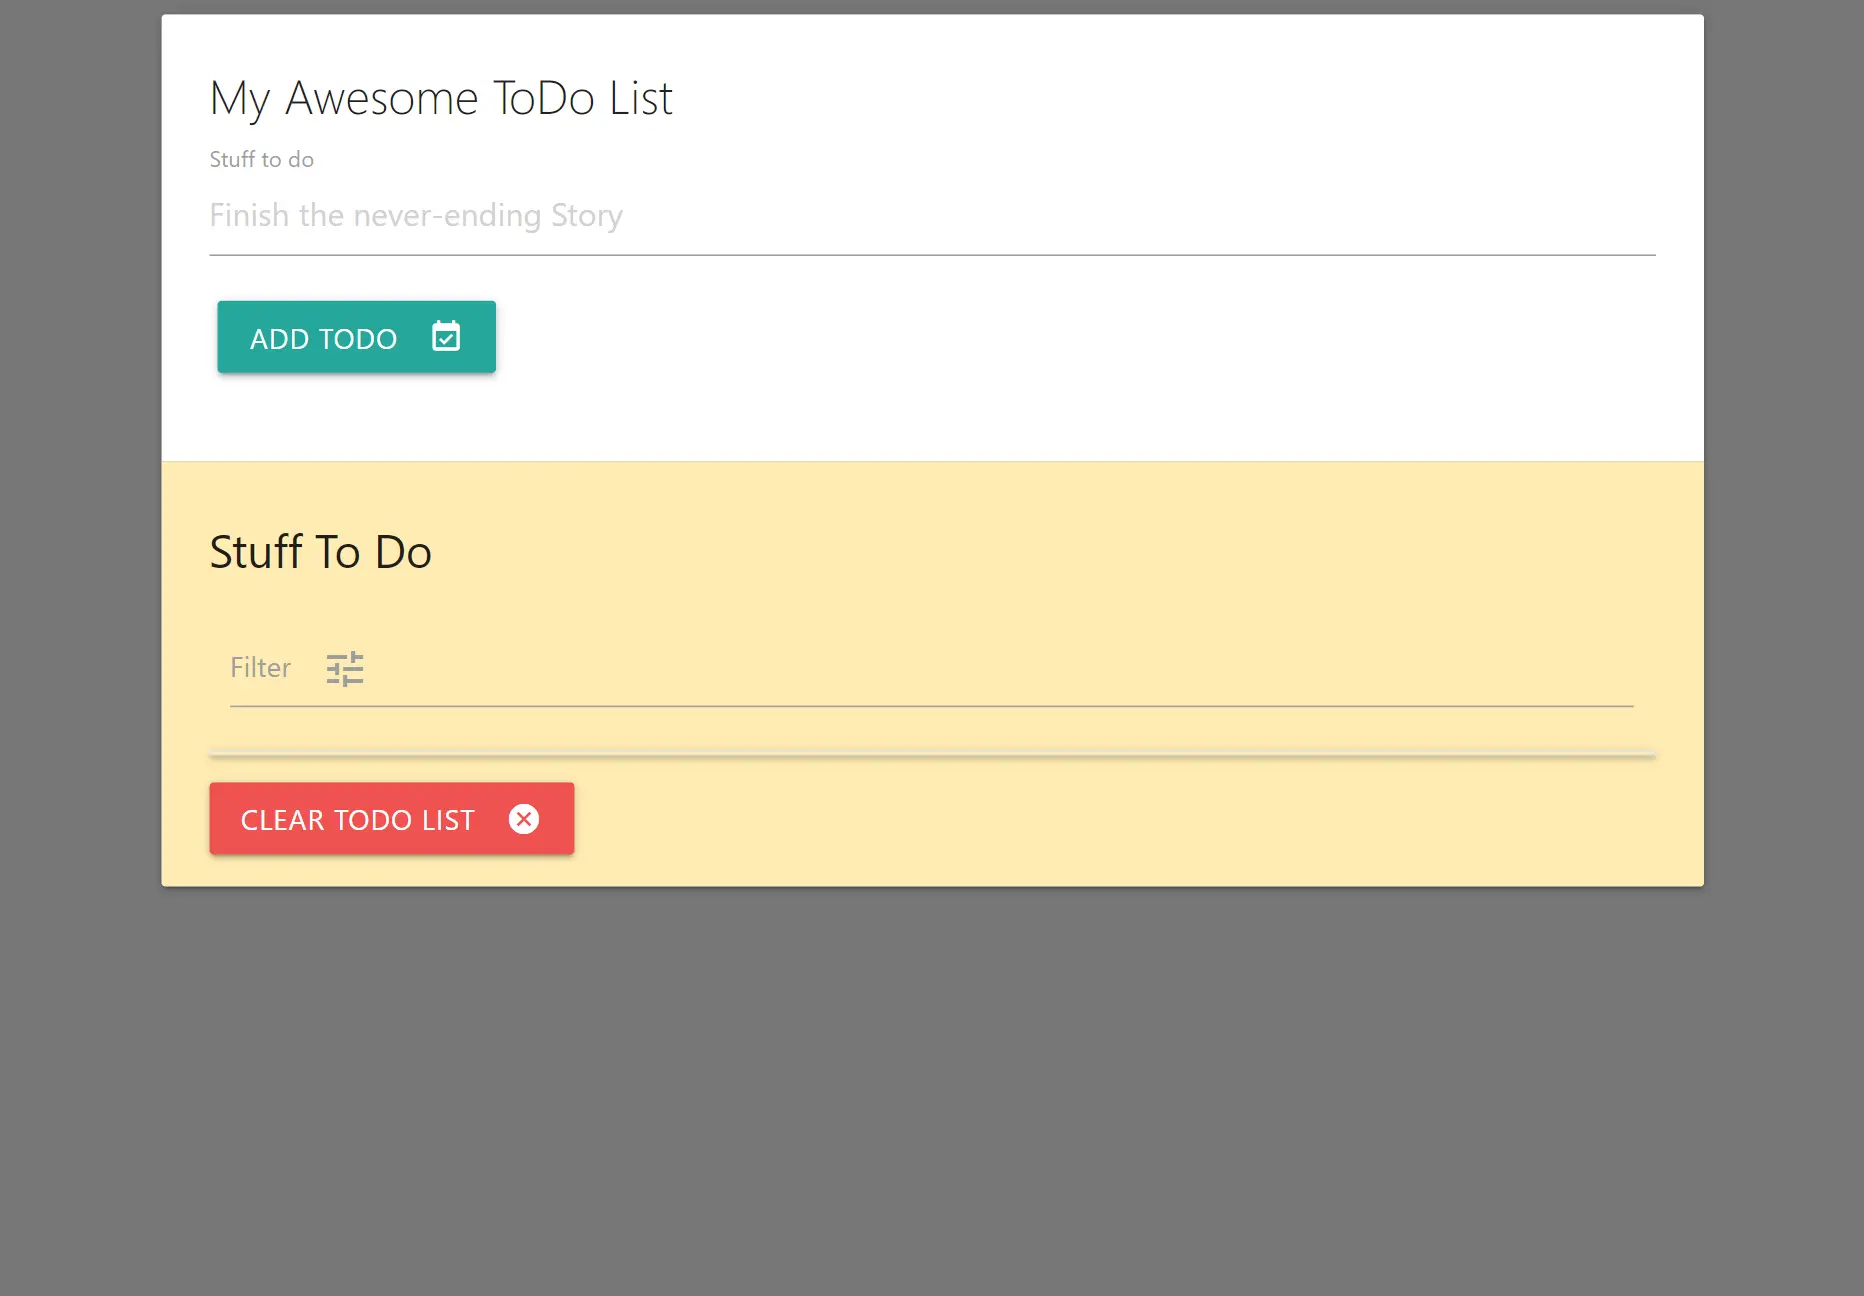 My Awesome ToDo List
Stuff to do
Finish the never-ending Story
ADD TODO
Stuff To Do
Filter
CLEAR TODO LIST